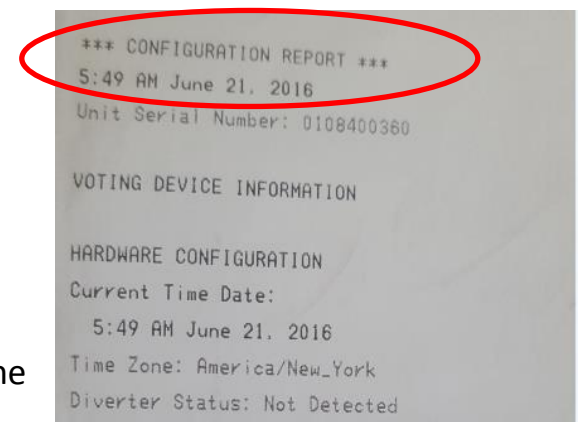 *** CONFIGURATION REPORT ***
5:49 AM June 21, 2016
Unit Serial Number: 0108400360
VOTING DEVICE INFORMATION
HARDWARE CONFIGURATION
Current Time Date:
5:49 AM June 21, 2016
Time Zone: America/New_York
Diverter Status: Not Detected